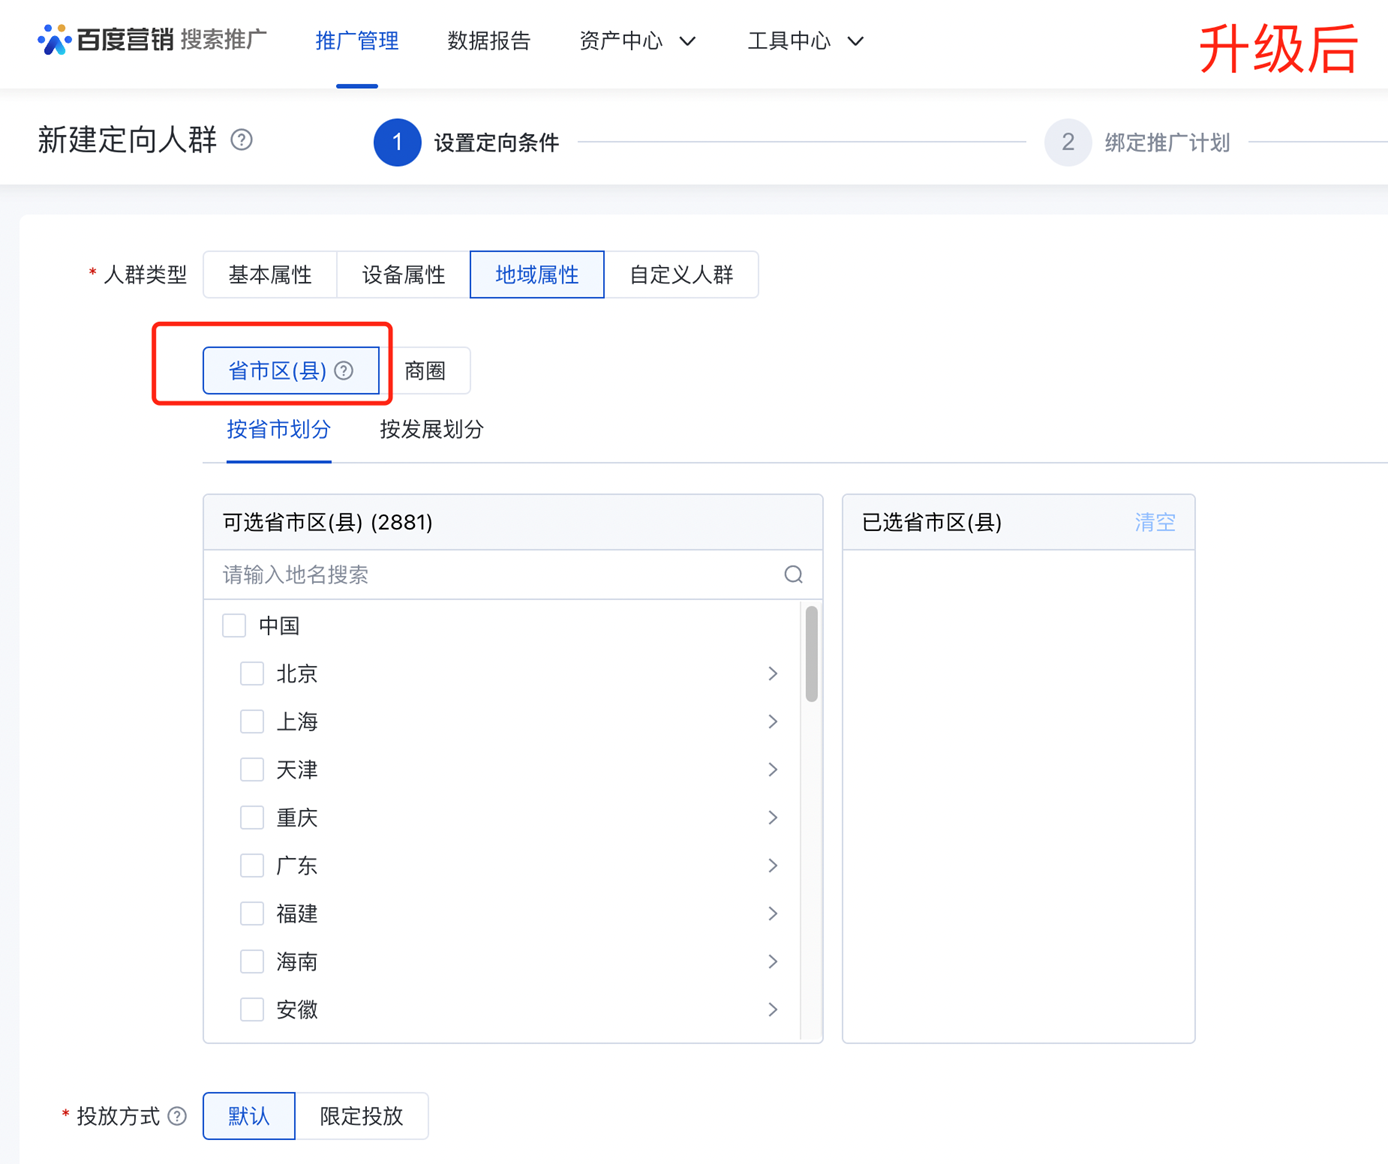 百度营销 搜索推广 推广管理 数据报告 资产中心 工具中心 升级后
新建定向人群 ? 1 设置定向条件 2 绑定推广计划
* 人群类型 基本属性 设备属性 地域属性 自定义人群
省市区(县) ? 商圈
按省市划分 按发展划分
可选省市区(县) (2881) 已选省市区(县) 清空
请输入地名搜索
中国
北京
上海
天津
重庆
广东
福建
海南
安徽
* 投放方式 ? 默认 限定投放